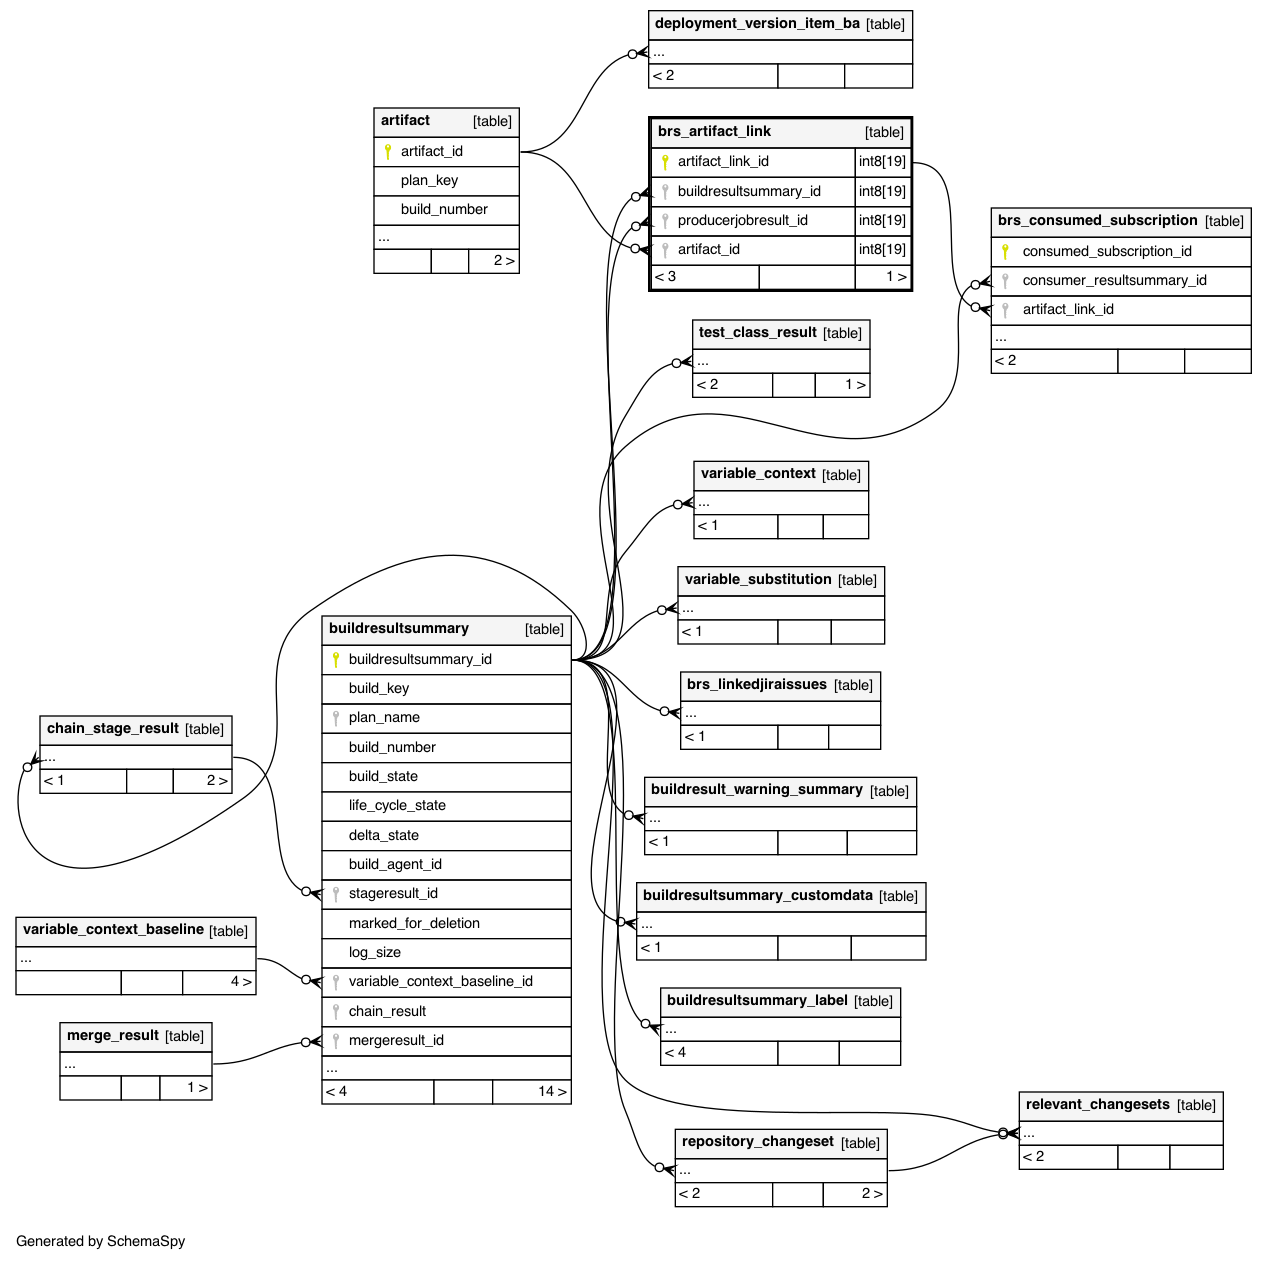 deployment_version_item_ba [table]
...
< 2
artifact [table]
artifact_id
plan_key
build_number
...
2 >
brs_artifact_link [table]
artifact_link_id int8[19]
buildresultsummary_id int8[19]
producerjobresult_id int8[19]
artifact_id int8[19]
< 3 1 >
brs_consumed_subscription [table]
consumed_subscription_id
consumer_resultsummary_id
artifact_link_id
...
< 2
test_class_result [table]
...
< 2 1 >
variable_context [table]
...
< 1
variable_substitution [table]
...
< 1
buildresultsummary [table]
buildresultsummary_id
build_key
plan_name
build_number
build_state
life_cycle_state
delta_state
build_agent_id
stageresult_id
marked_for_deletion
log_size
variable_context_baseline_id
chain_result
mergeresult_id
...
< 4 14 >
brs_linkedjiraissues [table]
...
< 1
chain_stage_result [table]
...
< 1 2 >
buildresult_warning_summary [table]
...
< 1
buildresultsummary_customdata [table]
...
< 1
variable_context_baseline [table]
...
4 >
buildresultsummary_label [table]
...
< 4
merge_result [table]
...
1 >
relevant_changesets [table]
...
< 2
repository_changeset [table]
...
< 2 2 >
Generated by SchemaSpy